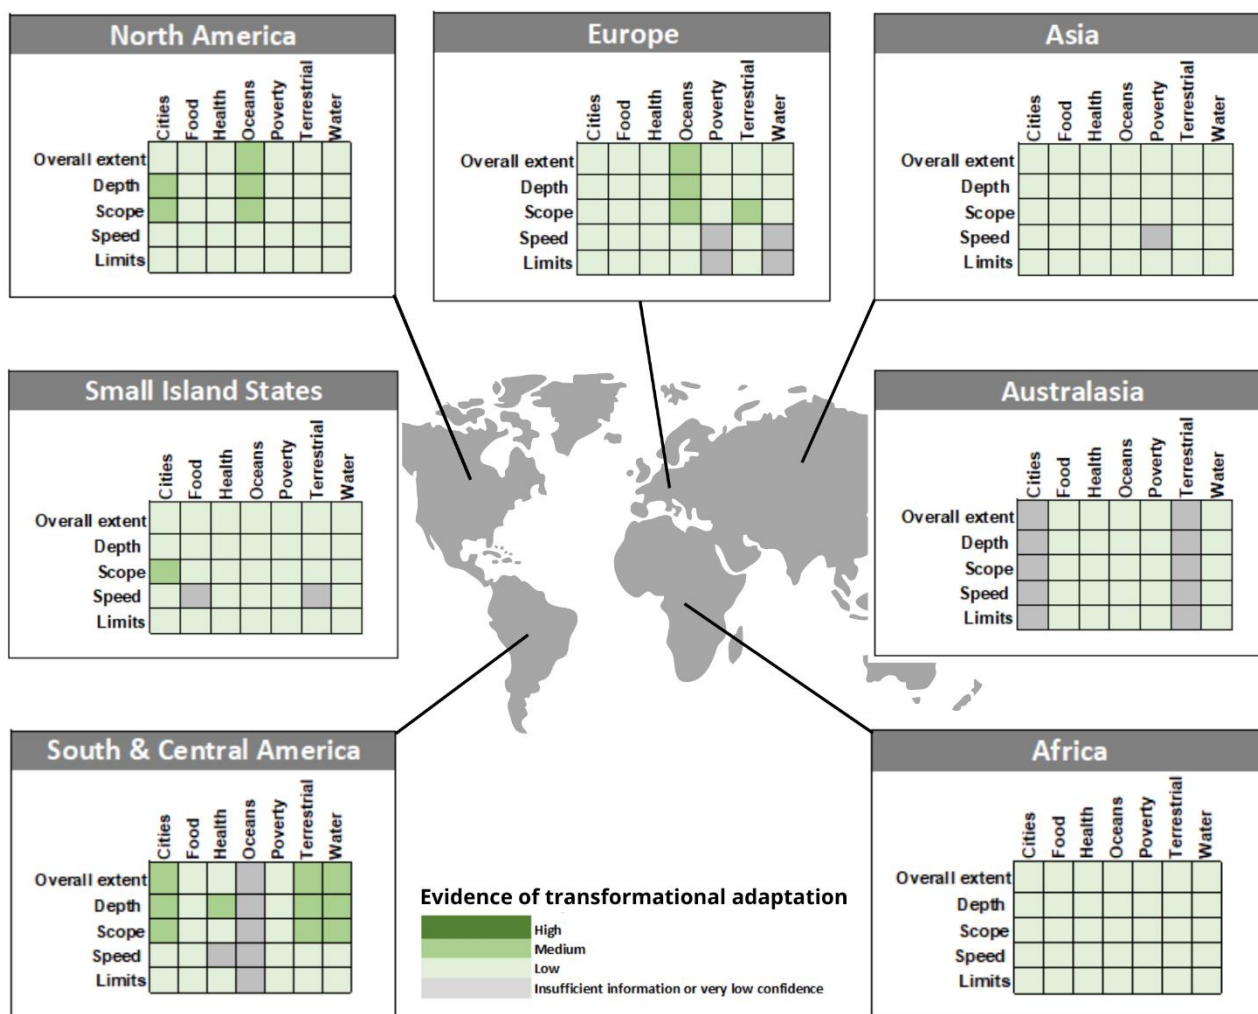 North America
Cities Food Health Oceans Poverty Terrestrial Water
Overall extent
Depth
Scope
Speed
Limits
Europe
Cities Food Health Oceans Poverty Terrestrial Water
Overall extent
Depth
Scope
Speed
Limits
Asia
Cities Food Health Oceans Poverty Terrestrial Water
Overall extent
Depth
Scope
Speed
Limits
Small Island States
Cities Food Health Oceans Poverty Terrestrial Water
Overall extent
Depth
Scope
Speed
Limits
Australasia
Cities Food Health Oceans Poverty Terrestrial Water
Overall extent
Depth
Scope
Speed
Limits
South & Central America
Cities Food Health Oceans Poverty Terrestrial Water
Overall extent
Depth
Scope
Speed
Limits
Evidence of transformational adaptation
High
Medium
Low
Insufficient information or very low confidence
Africa
Cities Food Health Oceans Poverty Terrestrial Water
Overall extent
Depth
Scope
Speed
Limits